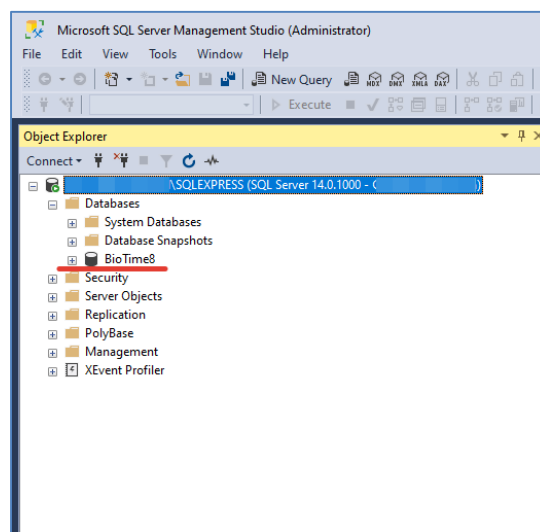 Microsoft SQL Server Management Studio (Administrator)
File Edit View Tools Window Help
New Query MDX DMX XMLA DAX
Execute
Object Explorer
Connect
\SQLEXPRESS (SQL Server 14.0.1000 - )
Databases
System Databases
Database Snapshots
BioTime8
Security
Server Objects
Replication
PolyBase
Management
XEvent Profiler